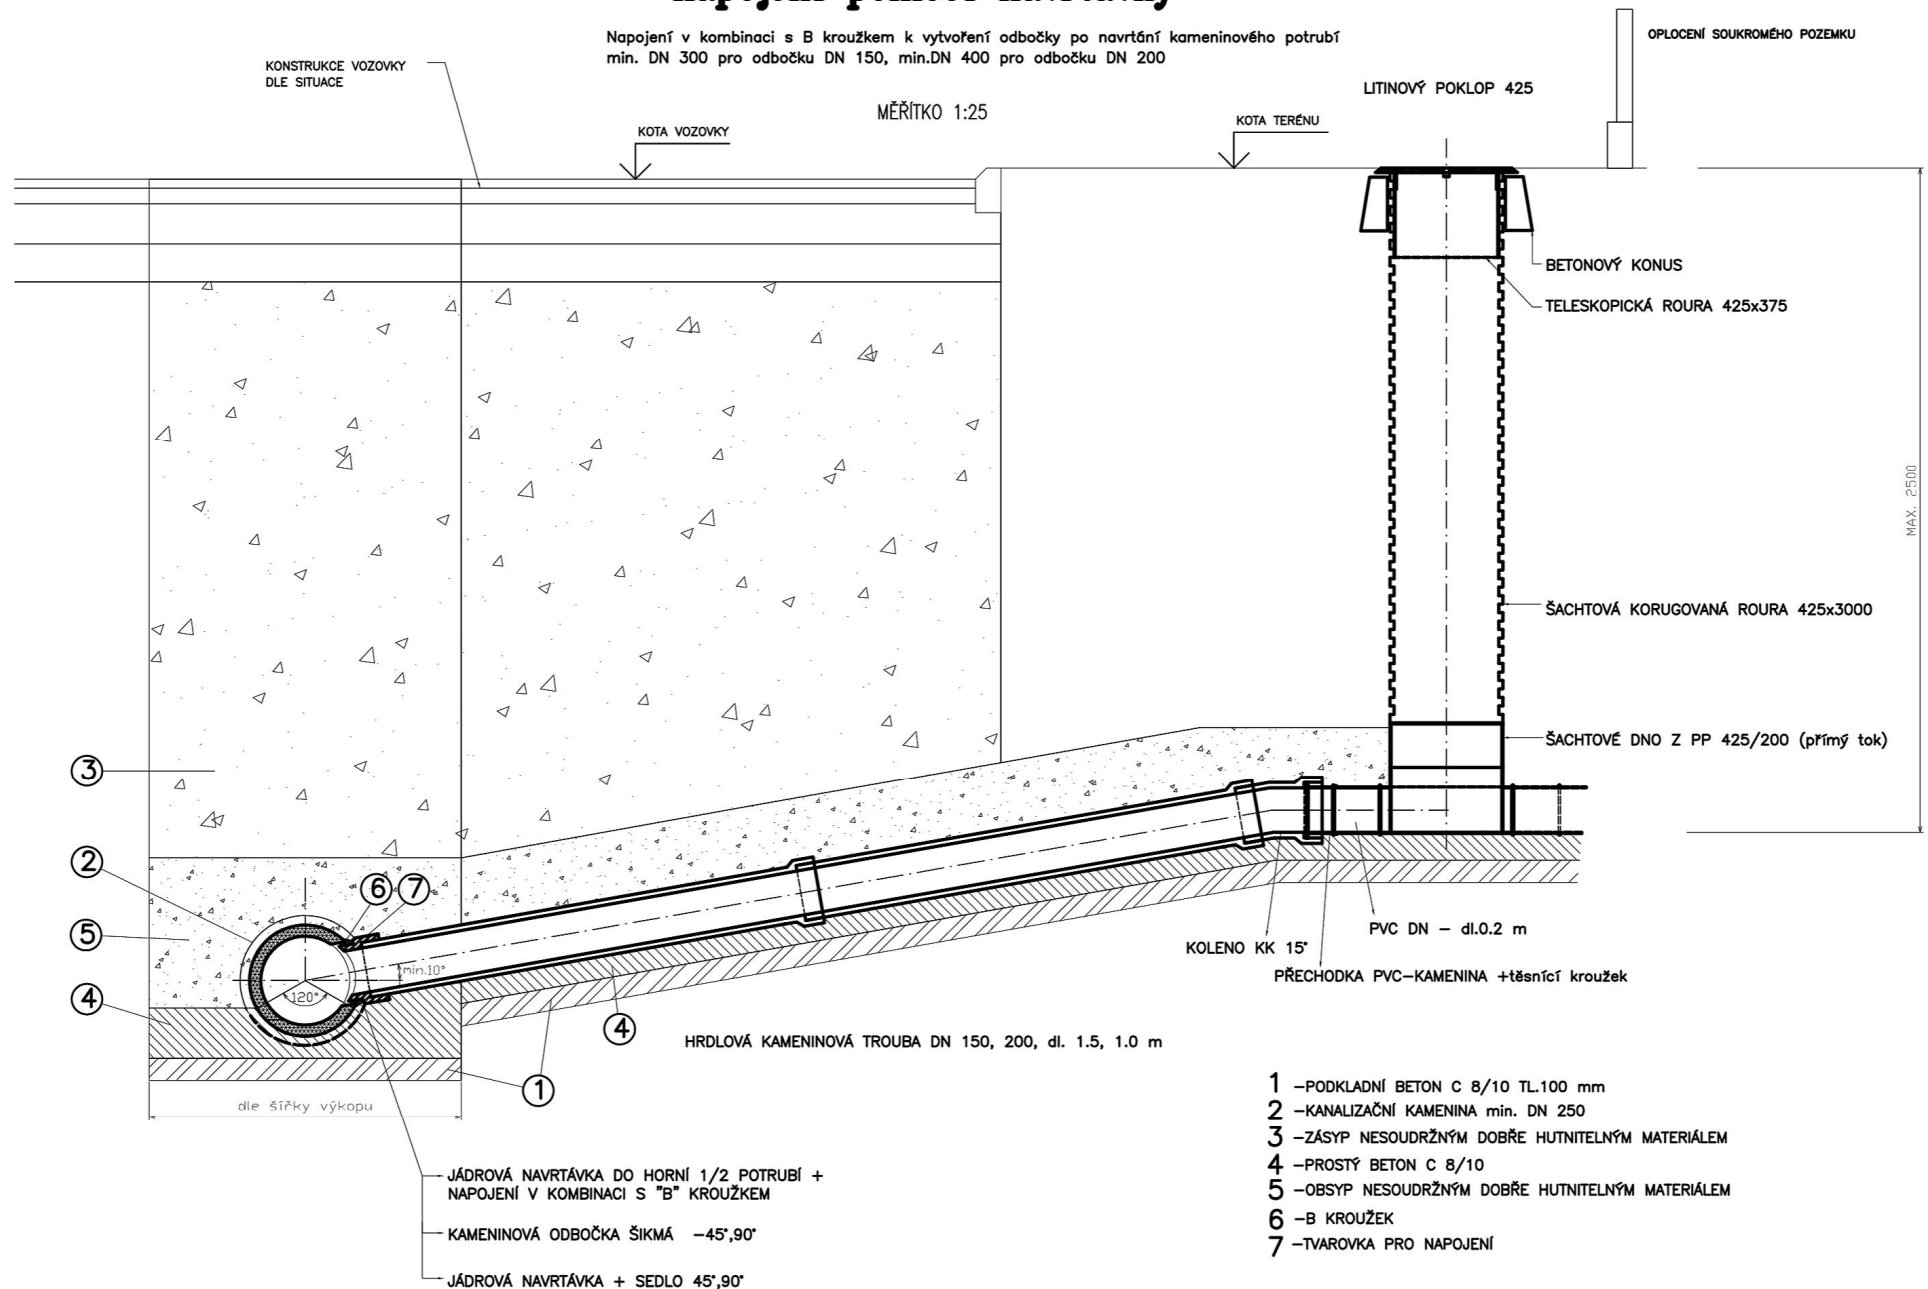 Napojení v kombinaci s B kroužkem k vytvoření odbočky po navrtání kameninového potrubí
min. DN 300 pro odbočku DN 150, min.DN 400 pro odbočku DN 200
MĚŘÍTKO 1:25
OPLOCENÍ SOUKROMÉHO POZEMKU
KONSTRUKCE VOZOVKY
DLE SITUACE
LITINOVÝ POKLOP 425
KOTA VOZOVKY
KOTA TERÉNU
BETONOVÝ KONUS
TELESKOPICKÁ ROURA 425x375
MAX. 2500
ŠACHTOVÁ KORUGOVANÁ ROURA 425x3000
ŠACHTOVÉ DNO Z PP 425/200 (přímý tok)
3
2
6
7
5
4
min.10°
120°
PVC DN – dl.0.2 m
KOLENO KK 15°
PŘECHODKA PVC–KAMENINA +těsnící kroužek
4
HRDLOVÁ KAMENINOVÁ TROUBA DN 150, 200, dl. 1.5, 1.0 m
1
dle šířky výkopu
1 –PODKLADNÍ BETON C 8/10 TL.100 mm
2 –KANALIZAČNÍ KAMENINA min. DN 250
3 –ZÁSYP NESOUDRŽNÝM DOBŘE HUTNITELNÝM MATERIÁLEM
4 –PROSTÝ BETON C 8/10
5 –OBSYP NESOUDRŽNÝM DOBŘE HUTNITELNÝM MATERIÁLEM
6 –B KROUŽEK
7 –TVAROVKA PRO NAPOJENÍ
JÁDROVÁ NAVRTÁVKA DO HORNÍ 1/2 POTRUBÍ +
NAPOJENÍ V KOMBINACI S "B" KROUŽKEM
KAMENINOVÁ ODBOČKA ŠIKMÁ –45°,90°
JÁDROVÁ NAVRTÁVKA + SEDLO 45°,90°